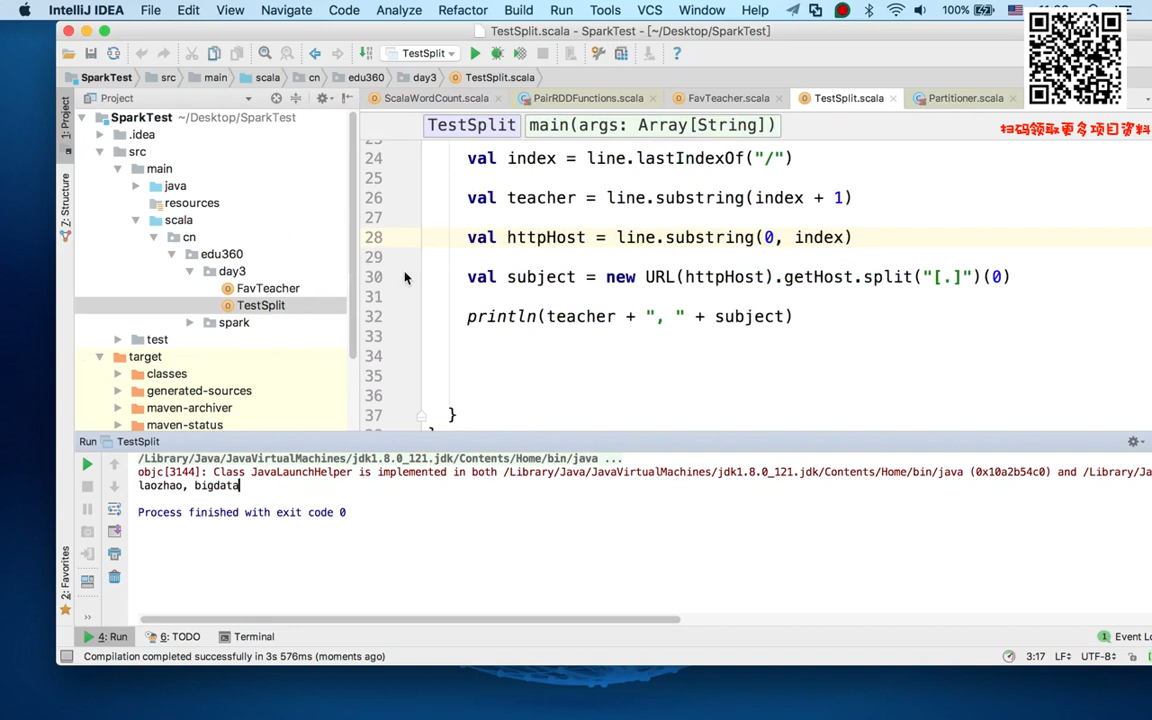 IntelliJ IDEA File Edit View Navigate Code Analyze Refactor Build Run Tools VCS Window Help 100%
TestSplit.scala - SparkTest - [~/Desktop/SparkTest]
TestSplit
SparkTest src main scala cn edu360 day3 TestSplit.scala
Project ScalaWordCount.scala PairRDDFunctions.scala FavTeacher.scala TestSplit.scala Partitioner.scala
扫码领取更多项目资料
1: Project
Z: Structure
2: Favorites
SparkTest ~/Desktop/SparkTest
.idea
src
main
java
resources
scala
cn
edu360
day3
FavTeacher
TestSplit
spark
test
target
classes
generated-sources
maven-archiver
maven-status
TestSplit main(args: Array[String])
24 val index = line.lastIndexOf("/")
25
26 val teacher = line.substring(index + 1)
27
28 val httpHost = line.substring(0, index)
29
30 val subject = new URL(httpHost).getHost.split("[.]")(0)
31
32 println(teacher + ", " + subject)
33
34
35
36
37 }
Run TestSplit
/Library/Java/JavaVirtualMachines/jdk1.8.0_121.jdk/Contents/Home/bin/java ...
objc[3144]: Class JavaLaunchHelper is implemented in both /Library/Java/JavaVirtualMachines/jdk1.8.0_121.jdk/Contents/Home/bin/java (0x10a2b54c0) and /Library/Ja
laozhao, bigdata
Process finished with exit code 0
4: Run 6: TODO Terminal Event Lo
Compilation completed successfully in 3s 576ms (moments ago) 3:17 LF UTF-8